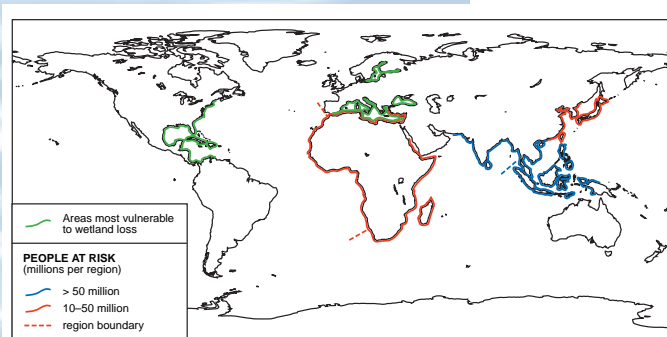 Areas most vulnerable
to wetland loss
PEOPLE AT RISK
(millions per region)
> 50 million
10–50 million
region boundary